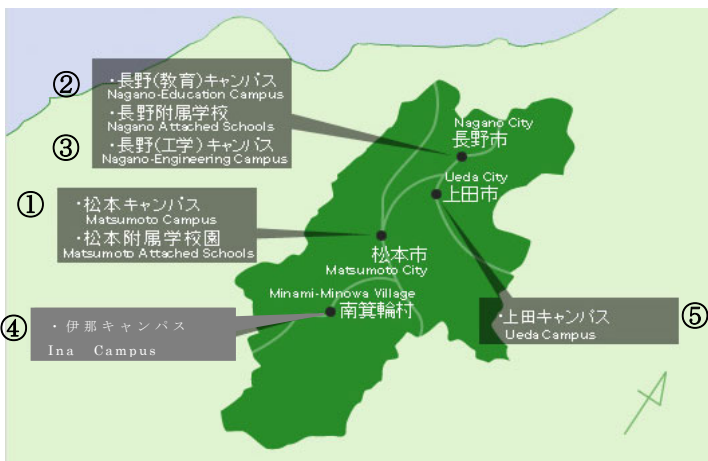 ②
・長野(教育)キャンパス
Nagano-Education Campus
・長野附属学校
Nagano Attached Schools
③
・長野(工学)キャンパス
Nagano-Engineering Campus
Nagano City
長野市
Ueda City
上田市
①
・松本キャンパス
Matsumoto Campus
・松本附属学校園
Matsumoto Attached Schools
松本市
Matsumoto City
Minami-Minowa Village
南箕輪村
④
・伊那キャンパス
Ina Campus
・上田キャンパス
Ueda Campus
⑤